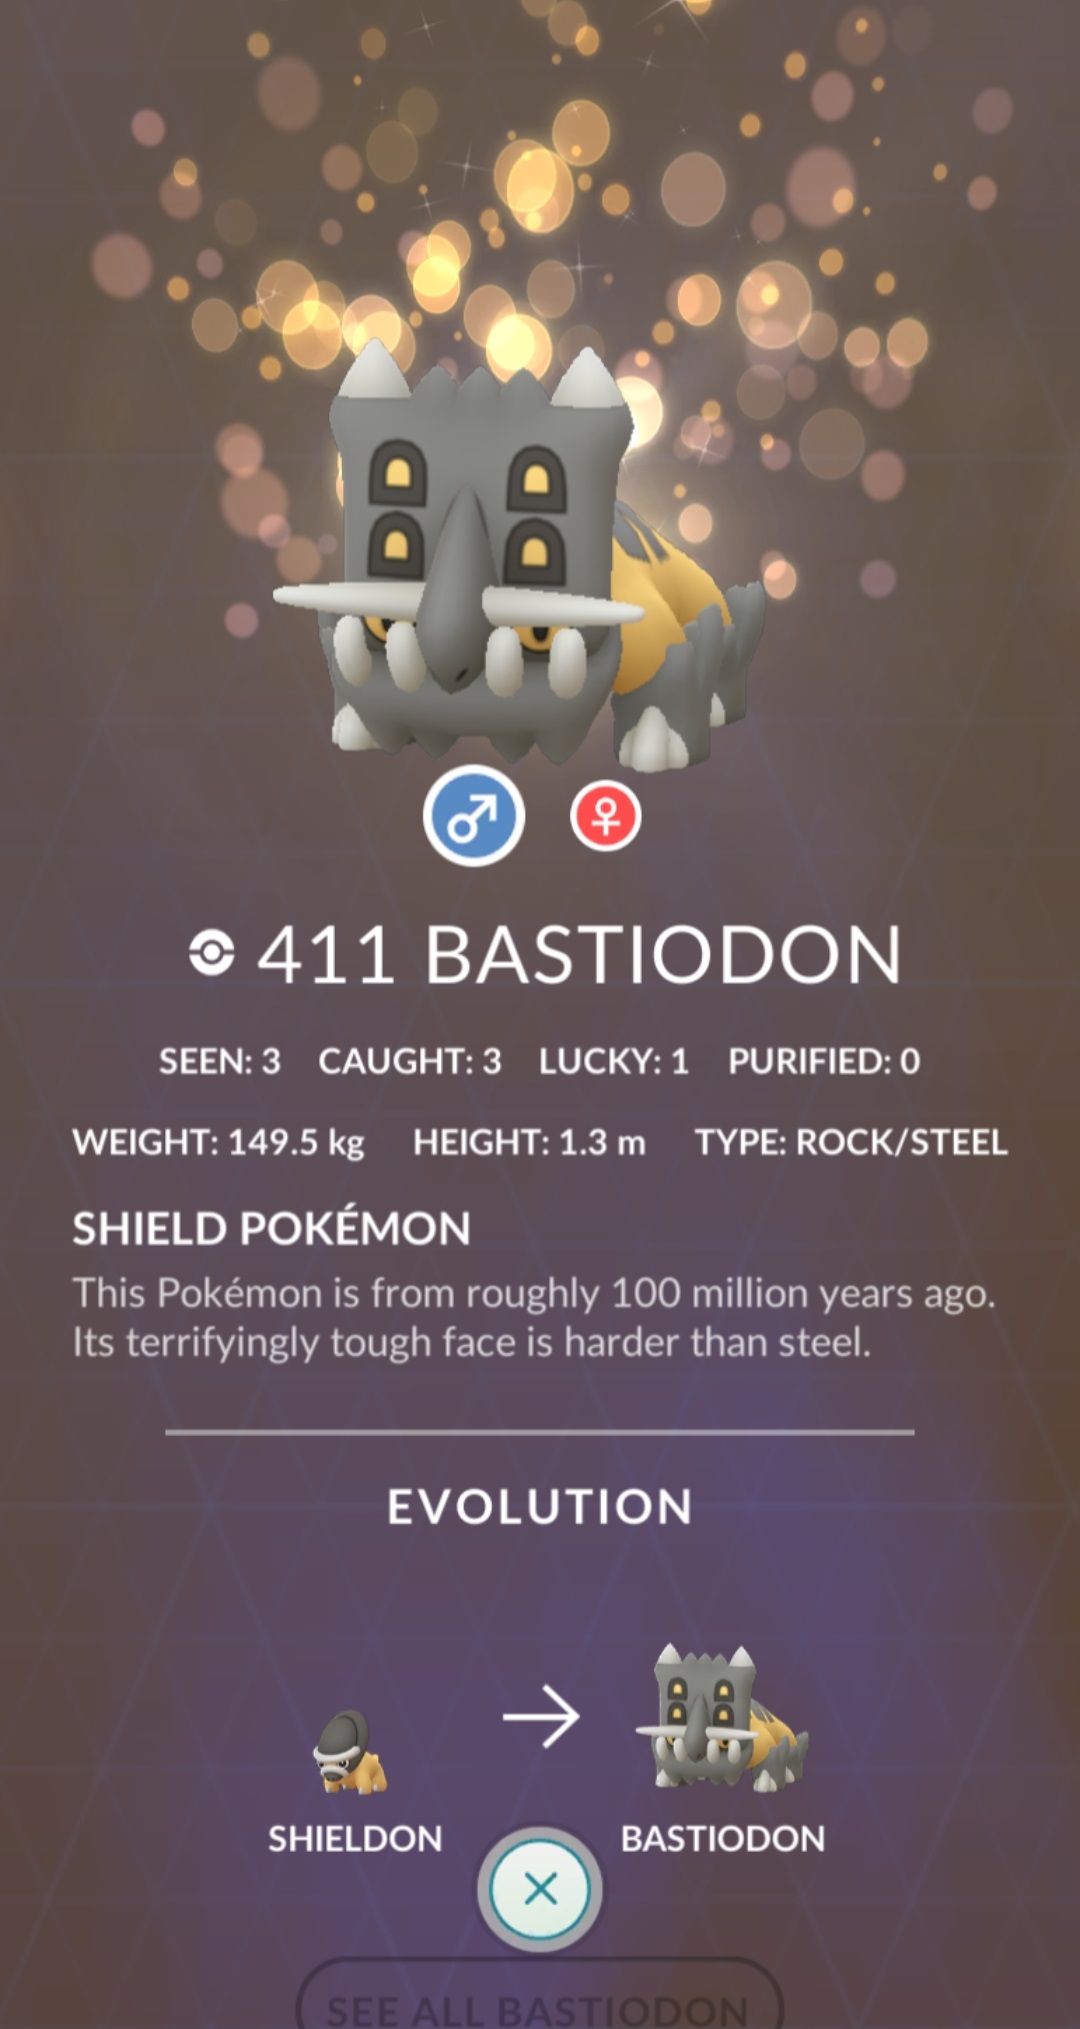 411 BASTIODON
SEEN: 3 CAUGHT: 3 LUCKY: 1 PURIFIED: 0
WEIGHT: 149.5 kg HEIGHT: 1.3 m TYPE: ROCK/STEEL
SHIELD POKÉMON
This Pokémon is from roughly 100 million years ago.
Its terrifyingly tough face is harder than steel.
EVOLUTION
SHIELDON BASTIODON
SEE ALL BASTIODON